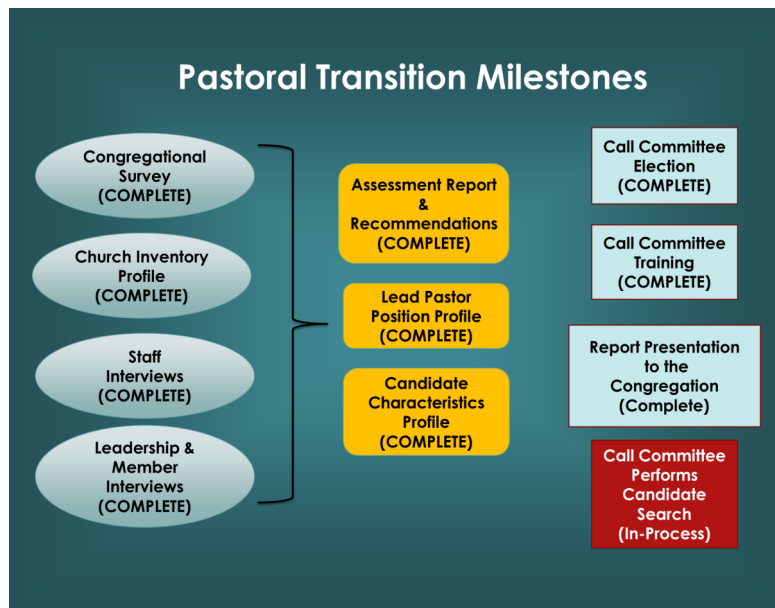 Pastoral Transition Milestones
Congregational
Survey
(COMPLETE)
Church Inventory
Profile
(COMPLETE)
Staff
Interviews
(COMPLETE)
Leadership &
Member
Interviews
(COMPLETE)
Assessment Report
&
Recommendations
(COMPLETE)
Lead Pastor
Position Profile
(COMPLETE)
Candidate
Characteristics
Profile
(COMPLETE)
Call Committee
Election
(COMPLETE)
Call Committee
Training
(COMPLETE)
Report Presentation
to the
Congregation
(Complete)
Call Committee
Performs
Candidate
Search
(In-Process)